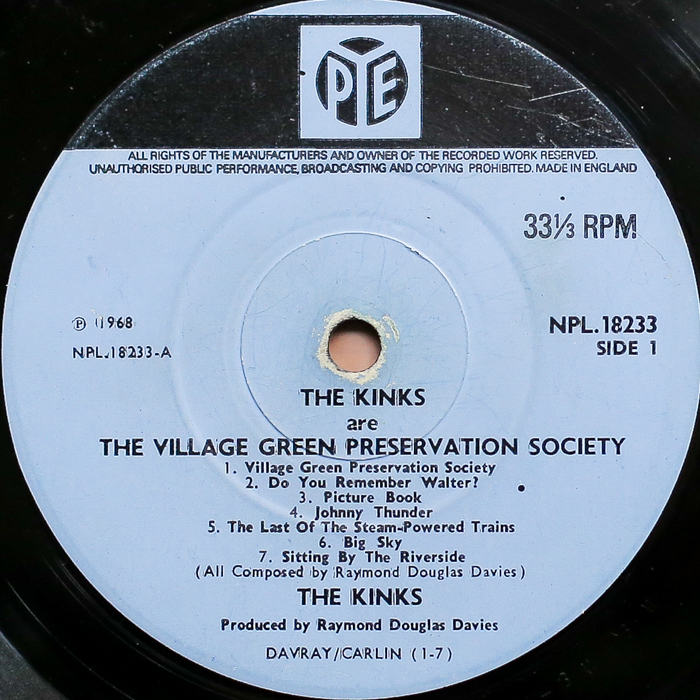 PYE
ALL RIGHTS OF THE MANUFACTURERS AND OWNER OF THE RECORDED WORK RESERVED.
UNAUTHORISED PUBLIC PERFORMANCE, BROADCASTING AND COPYING PROHIBITED. MADE IN ENGLAND
33⅓ RPM
Ⓟ 1968
NPL.18233
NPL.18233-A
SIDE 1
THE KINKS
are
THE VILLAGE GREEN PRESERVATION SOCIETY
1. Village Green Preservation Society
2. Do You Remember Walter?
3. Picture Book
4. Johnny Thunder
5. The Last Of The Steam-Powered Trains
6. Big Sky
7. Sitting By The Riverside
(All Composed by Raymond Douglas Davies)
THE KINKS
Produced by Raymond Douglas Davies
DAVRAY/CARLIN (1-7)